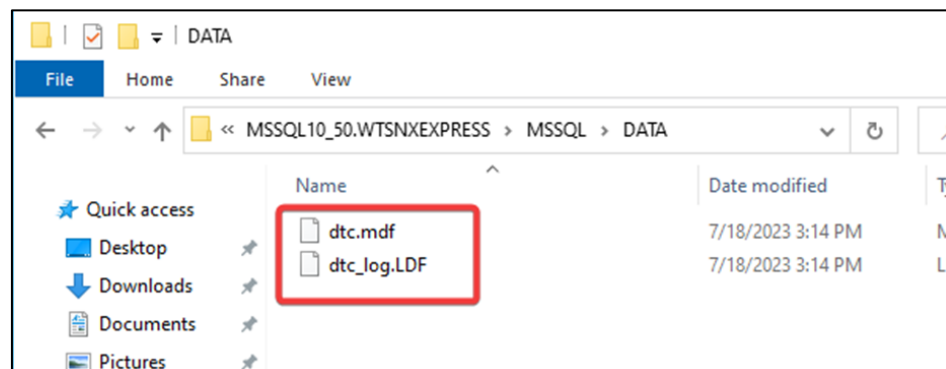 DATA
File Home Share View
« MSSQL10_50.WTSNXEXPRESS > MSSQL > DATA
Name Date modified
Quick access
dtc.mdf 7/18/2023 3:14 PM
Desktop
dtc_log.LDF 7/18/2023 3:14 PM
Downloads
Documents
Pictures